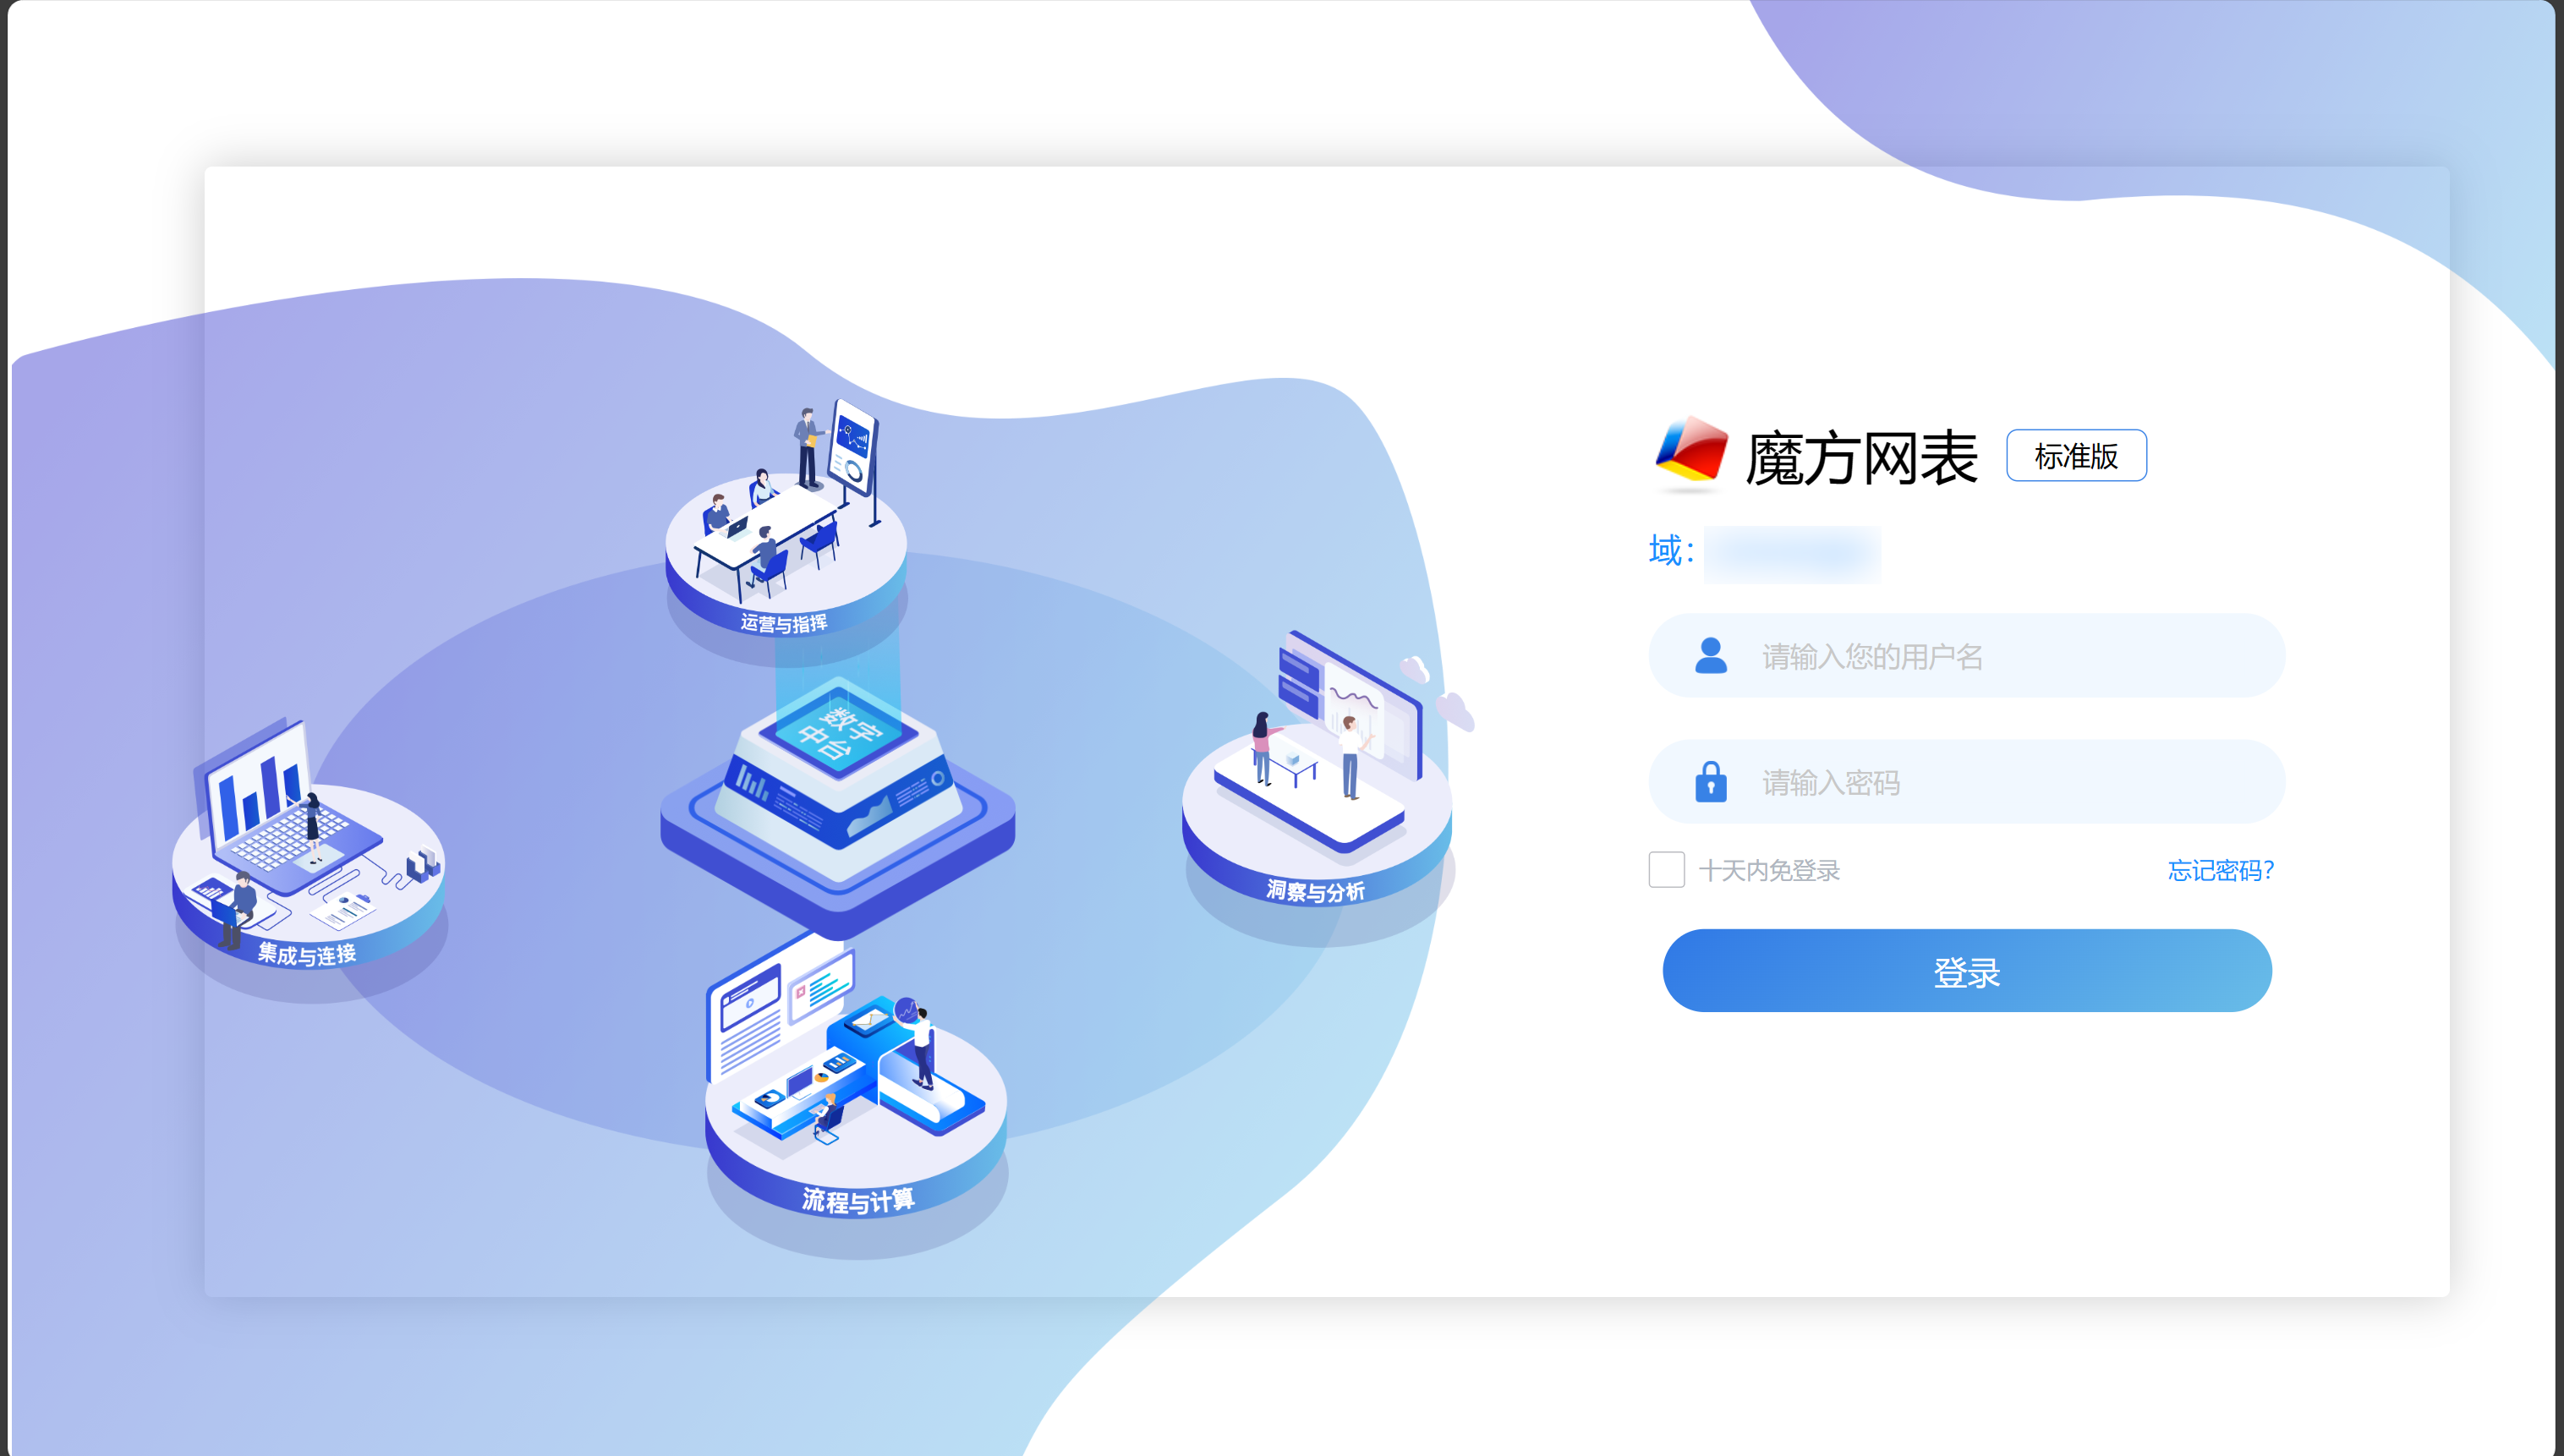 魔方网表 标准版
域:
请输入您的用户名
请输入密码
十天内免登录 忘记密码?
登录
运营与指挥
数字
中台
集成与连接
洞察与分析
流程与计算